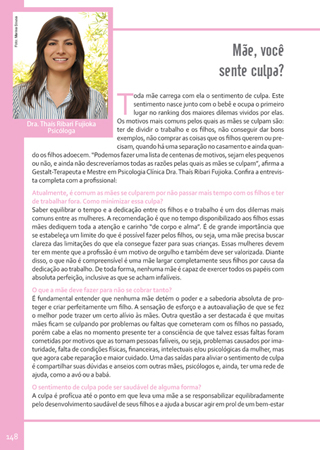 Foto: Marina Sousa
Mãe, você
sente culpa?
Dra. Thaís Ribari Fujioka
Psicóloga
Toda mãe carrega com ela o sentimento de culpa. Este
sentimento nasce junto com o bebê e ocupa o primeiro
lugar no ranking dos maiores dilemas vividos por elas.
Os motivos mais comuns pelos quais as mães se culpam são:
ter de dividir o trabalho e os filhos, não conseguir dar bons
exemplos, não comprar as coisas que os filhos querem ou pre-
cisam, quando há uma separação no casamento e ainda quan-
do os filhos adoecem. “Podemos fazer uma lista de centenas de motivos, sejam eles pequenos
ou não, e ainda não descreveríamos todas as razões pelas quais as mães se culpam”, afirma a
Gestalt-Terapeuta e Mestre em Psicologia Clínica Dra. Thaís Ribari Fujioka. Confira a entrevis-
ta completa com a profissional:
Atualmente, é comum as mães se culparem por não passar mais tempo com os filhos e ter
de trabalhar fora. Como minimizar essa culpa?
Saber equilibrar o tempo e a dedicação entre os filhos e o trabalho é um dos dilemas mais
comuns entre as mulheres. A recomendação é que no tempo disponibilizado aos filhos essas
mães dediquem toda a atenção e carinho “de corpo e alma”. É de grande importância que
se estabeleça um limite do que é possível fazer pelos filhos, ou seja, uma mãe precisa buscar
clareza das limitações do que ela consegue fazer para suas crianças. Essas mulheres devem
ter em mente que a profissão é um motivo de orgulho e também deve ser valorizada. Diante
disso, o que não é compreensível é uma mãe largar completamente seus filhos por causa da
dedicação ao trabalho. De toda forma, nenhuma mãe é capaz de exercer todos os papéis com
absoluta perfeição, inclusive as que se acham infalíveis.
O que a mãe deve fazer para não se cobrar tanto?
É fundamental entender que nenhuma mãe detém o poder e a sabedoria absoluta de pro-
teger e criar perfeitamente um filho. A sensação de esforço e a autoavaliação de que se fez
o melhor pode trazer um certo alívio às mães. Outra questão a ser destacada é que muitas
mães ficam se culpando por problemas ou faltas que cometeram com os filhos no passado,
porém cabe a elas no momento presente ter a consciência de que talvez essas faltas foram
cometidas por motivos que as tornam pessoas falíveis, ou seja, problemas causados por ima-
turidade, falta de condições físicas, financeiras, intelectuais e/ou psicológicas da mulher, mas
que agora cabe reparação e maior cuidado. Uma das saídas para aliviar o sentimento de culpa
é compartilhar suas dúvidas e anseios com outras mães, psicólogos e, ainda, ter uma rede de
ajuda, como a avó ou a babá.
O sentimento de culpa pode ser saudável de alguma forma?
A culpa é profícua até o ponto em que leva uma mãe a se responsabilizar equilibradamente
pelo desenvolvimento saudável de seus filhos e a ajuda a buscar agir em prol de um bem-estar
148